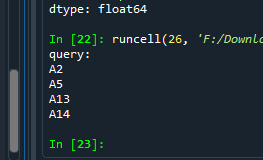 dtype: float64
In [22]: runcell(26, 'F:/Downlo
query:
A2
A5
A13
A14
In [23]: